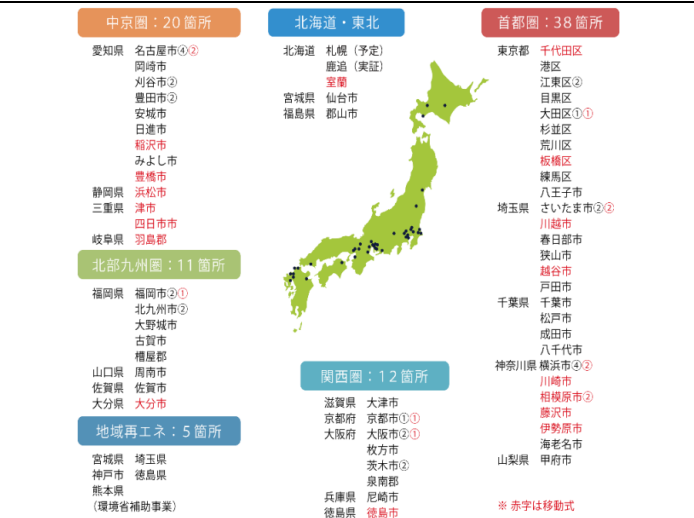 中京圏：20箇所
愛知県 名古屋市④②
岡崎市
刈谷市②
豊田市②
安城市
日進市
稲沢市
みよし市
豊橋市
静岡県 浜松市
三重県 津市
四日市市
岐阜県 羽島郡
北部九州圏：11箇所
福岡県 福岡市②①
北九州市②
大野城市
古賀市
糟屋郡
山口県 周南市
佐賀県 佐賀市
大分県 大分市
地域再エネ：5箇所
宮城県 埼玉県
神戸市 徳島県
熊本県
（環境省補助事業）
北海道・東北
北海道 札幌（予定）
鹿追（実証）
室蘭
宮城県 仙台市
福島県 郡山市
関西圏：12箇所
滋賀県 大津市
京都府 京都市①①
大阪府 大阪市②①
枚方市
茨木市②
泉南郡
兵庫県 尼崎市
徳島県 徳島市
首都圏：38箇所
東京都 千代田区
港区
江東区②
目黒区
大田区①①
杉並区
荒川区
板橋区
練馬区
八王子市
埼玉県 さいたま市②②
川越市
春日部市
狭山市
越谷市
戸田市
千葉県 千葉市
松戸市
成田市
八千代市
神奈川県 横浜市④②
川崎市
相模原市②
藤沢市
伊勢原市
海老名市
山梨県 甲府市
※ 赤字は移動式